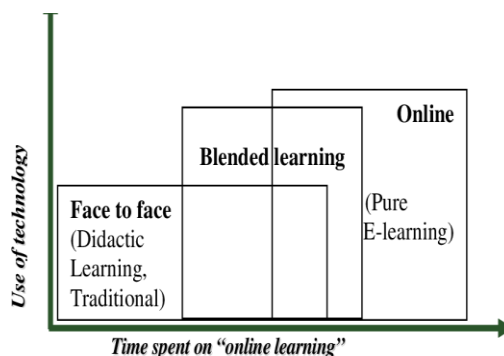 Use of technology
Online
Blended learning
Face to face
(Didactic
Learning,
Traditional)
(Pure
E-learning)
Time spent on “online learning”